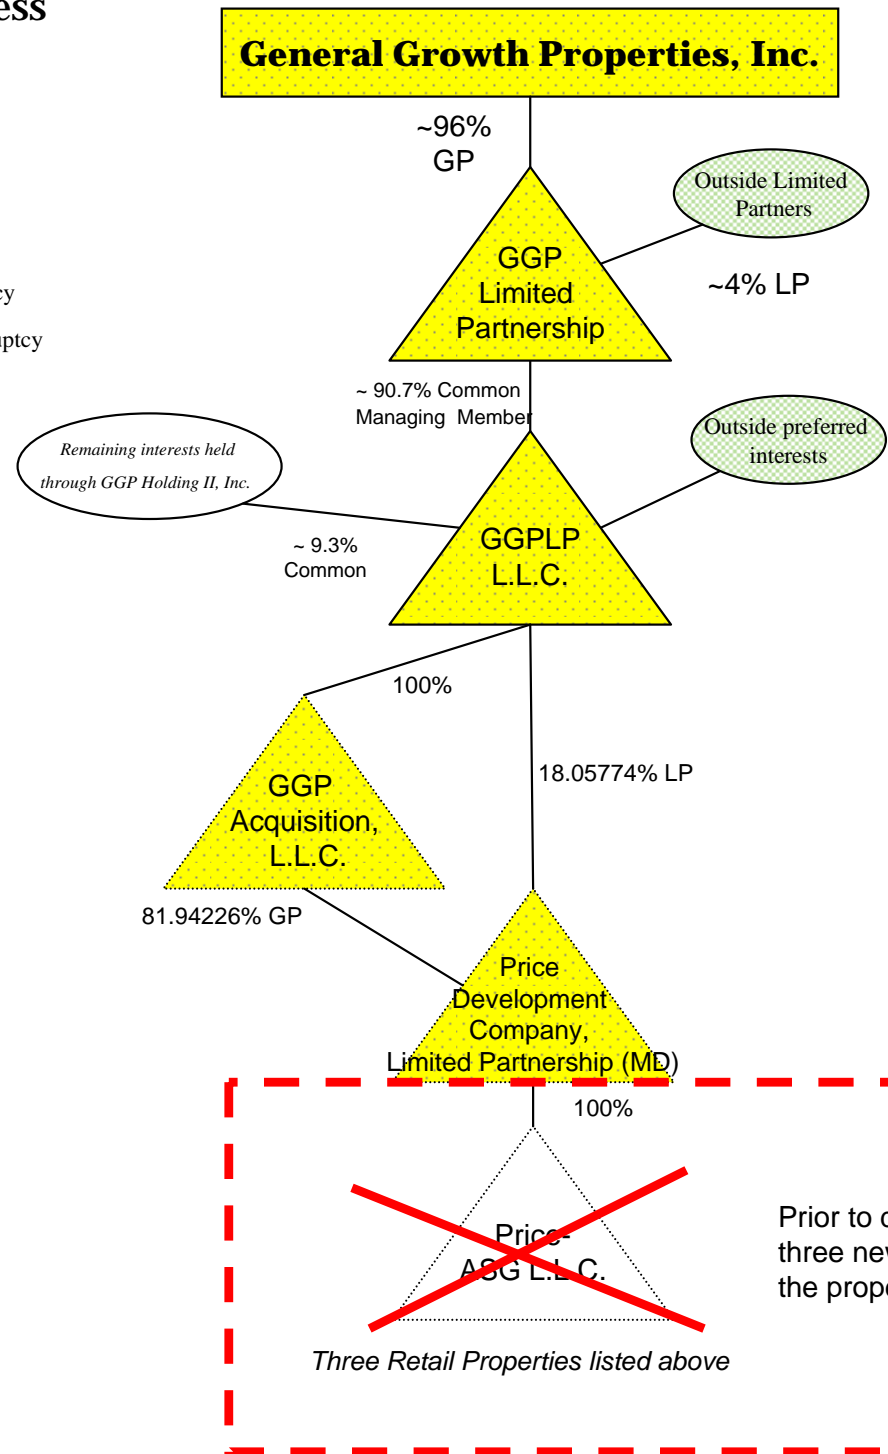 ess
General Growth Properties, Inc.
~96%
GP
Outside Limited
Partners
GGP
Limited
Partnership
~4% LP
cy
uptcy
~ 90.7% Common
Managing Member
Remaining interests held
through GGP Holding II, Inc.
Outside preferred
interests
~ 9.3%
Common
GGPLP
L.L.C.
100%
18.05774% LP
GGP
Acquisition,
L.L.C.
81.94226% GP
Price
Development
Company,
Limited Partnership (MD)
100%
Price-
ASG L.L.C.
Prior to
three
the
Three Retail Properties listed above